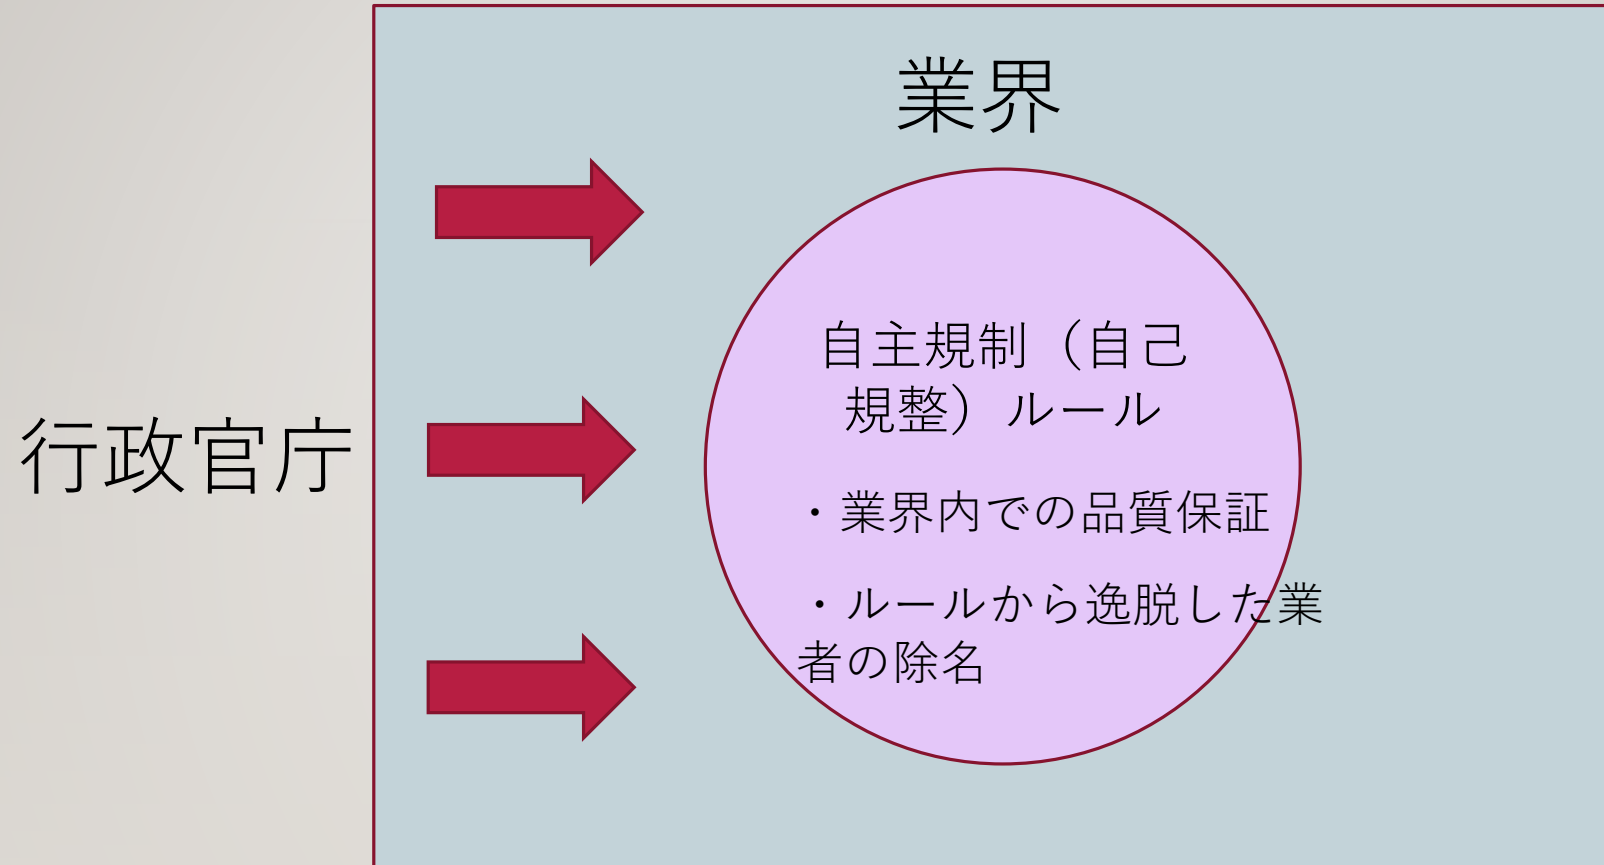 業界
行政官庁
自主規制（自己
規整）ルール
・業界内での品質保証
・ルールから逸脱した業
者の除名